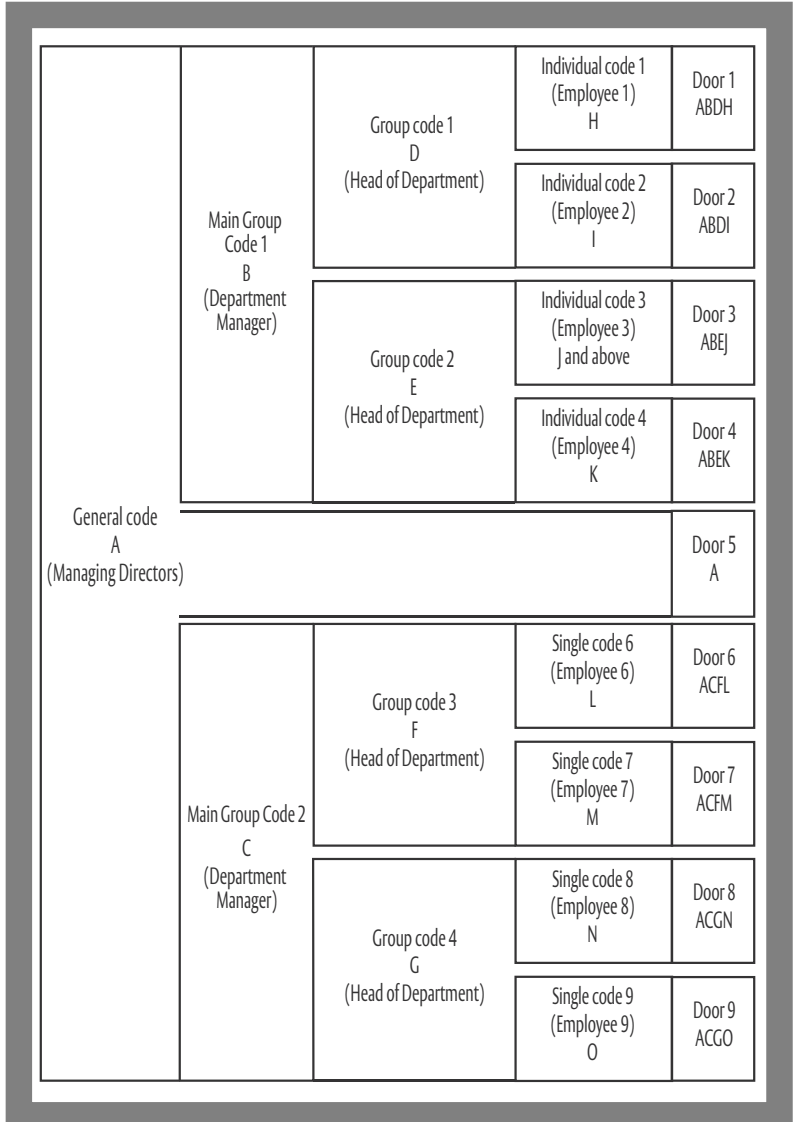 General code
A
(Managing Directors)
Main Group
Code 1
B
(Department
Manager)
Group code 1
D
(Head of Department)
Individual code 1
(Employee 1)
H
Door 1
ABDH
Individual code 2
(Employee 2)
I
Door 2
ABDI
Group code 2
E
(Head of Department)
Individual code 3
(Employee 3)
J and above
Door 3
ABEJ
Individual code 4
(Employee 4)
K
Door 4
ABEK
Door 5
A
Main Group Code 2
C
(Department
Manager)
Group code 3
F
(Head of Department)
Single code 6
(Employee 6)
L
Door 6
ACFL
Single code 7
(Employee 7)
M
Door 7
ACFM
Group code 4
G
(Head of Department)
Single code 8
(Employee 8)
N
Door 8
ACGN
Single code 9
(Employee 9)
O
Door 9
ACGO